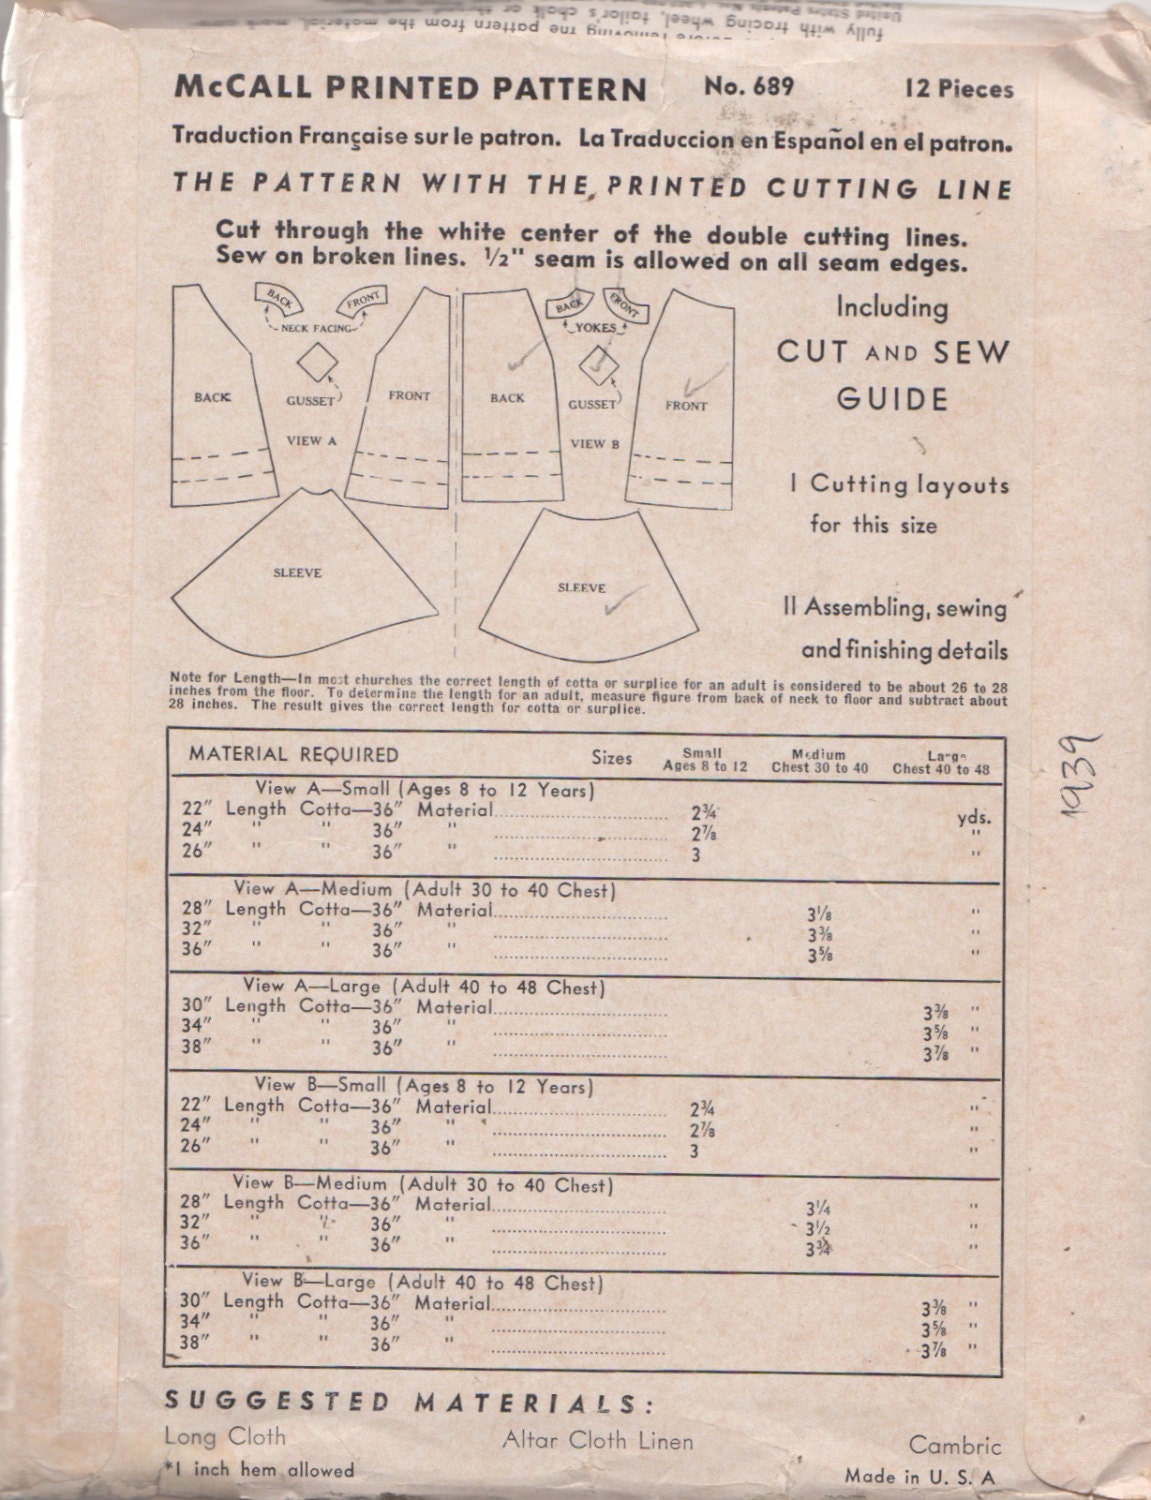 fully with tracing wheel, tailor's chalk or
removing the pattern from the material,
McCALL PRINTED PATTERN No. 689 12 Pieces
Traduction Française sur le patron. La Traduccion en Español en el patron.
THE PATTERN WITH THE PRINTED CUTTING LINE
Cut through the white center of the double cutting lines.
Sew on broken lines. 1/2" seam is allowed on all seam edges.
BACK FRONT
NECK FACING
BACK
GUSSET
FRONT
VIEW A
SLEEVE
BACK FRONT
YOKES
BACK
GUSSET
FRONT
VIEW B
SLEEVE
Including
CUT AND SEW
GUIDE
I Cutting layouts
for this size
II Assembling, sewing
and finishing details
Note for Length—In most churches the correct length of cotta or surplice for an adult is considered to be about 26 to 28
inches from the floor. To determine the length for an adult, measure figure from back of neck to floor and subtract about
28 inches. The result gives the correct length for cotta or surplice.
MATERIAL REQUIRED Sizes Small Medium Large
Ages 8 to 12 Chest 30 to 40 Chest 40 to 48
View A—Small (Ages 8 to 12 Years)
22" Length Cotta—36" Material 2¾ yds.
24" " " 36" " 2⅞ "
26" " " 36" " 3 "
View A—Medium (Adult 30 to 40 Chest)
28" Length Cotta—36" Material 3⅛ "
32" " " 36" " 3⅜ "
36" " " 36" " 3⅝ "
View A—Large (Adult 40 to 48 Chest)
30" Length Cotta—36" Material 3⅜ "
34" " " 36" " 3⅝ "
38" " " 36" " 3⅞ "
View B—Small (Ages 8 to 12 Years)
22" Length Cotta—36" Material 2¾ "
24" " " 36" " 2⅞ "
26" " " 36" " 3 "
View B—Medium (Adult 30 to 40 Chest)
28" Length Cotta—36" Material 3¼ "
32" " " 36" " 3½ "
36" " " 36" " 3¾ "
View B—Large (Adult 40 to 48 Chest)
30" Length Cotta—36" Material 3⅜ "
34" " " 36" " 3⅝ "
38" " " 36" " 3⅞ "
1939
SUGGESTED MATERIALS:
Long Cloth Altar Cloth Linen Cambric
*1 inch hem allowed Made in U. S. A